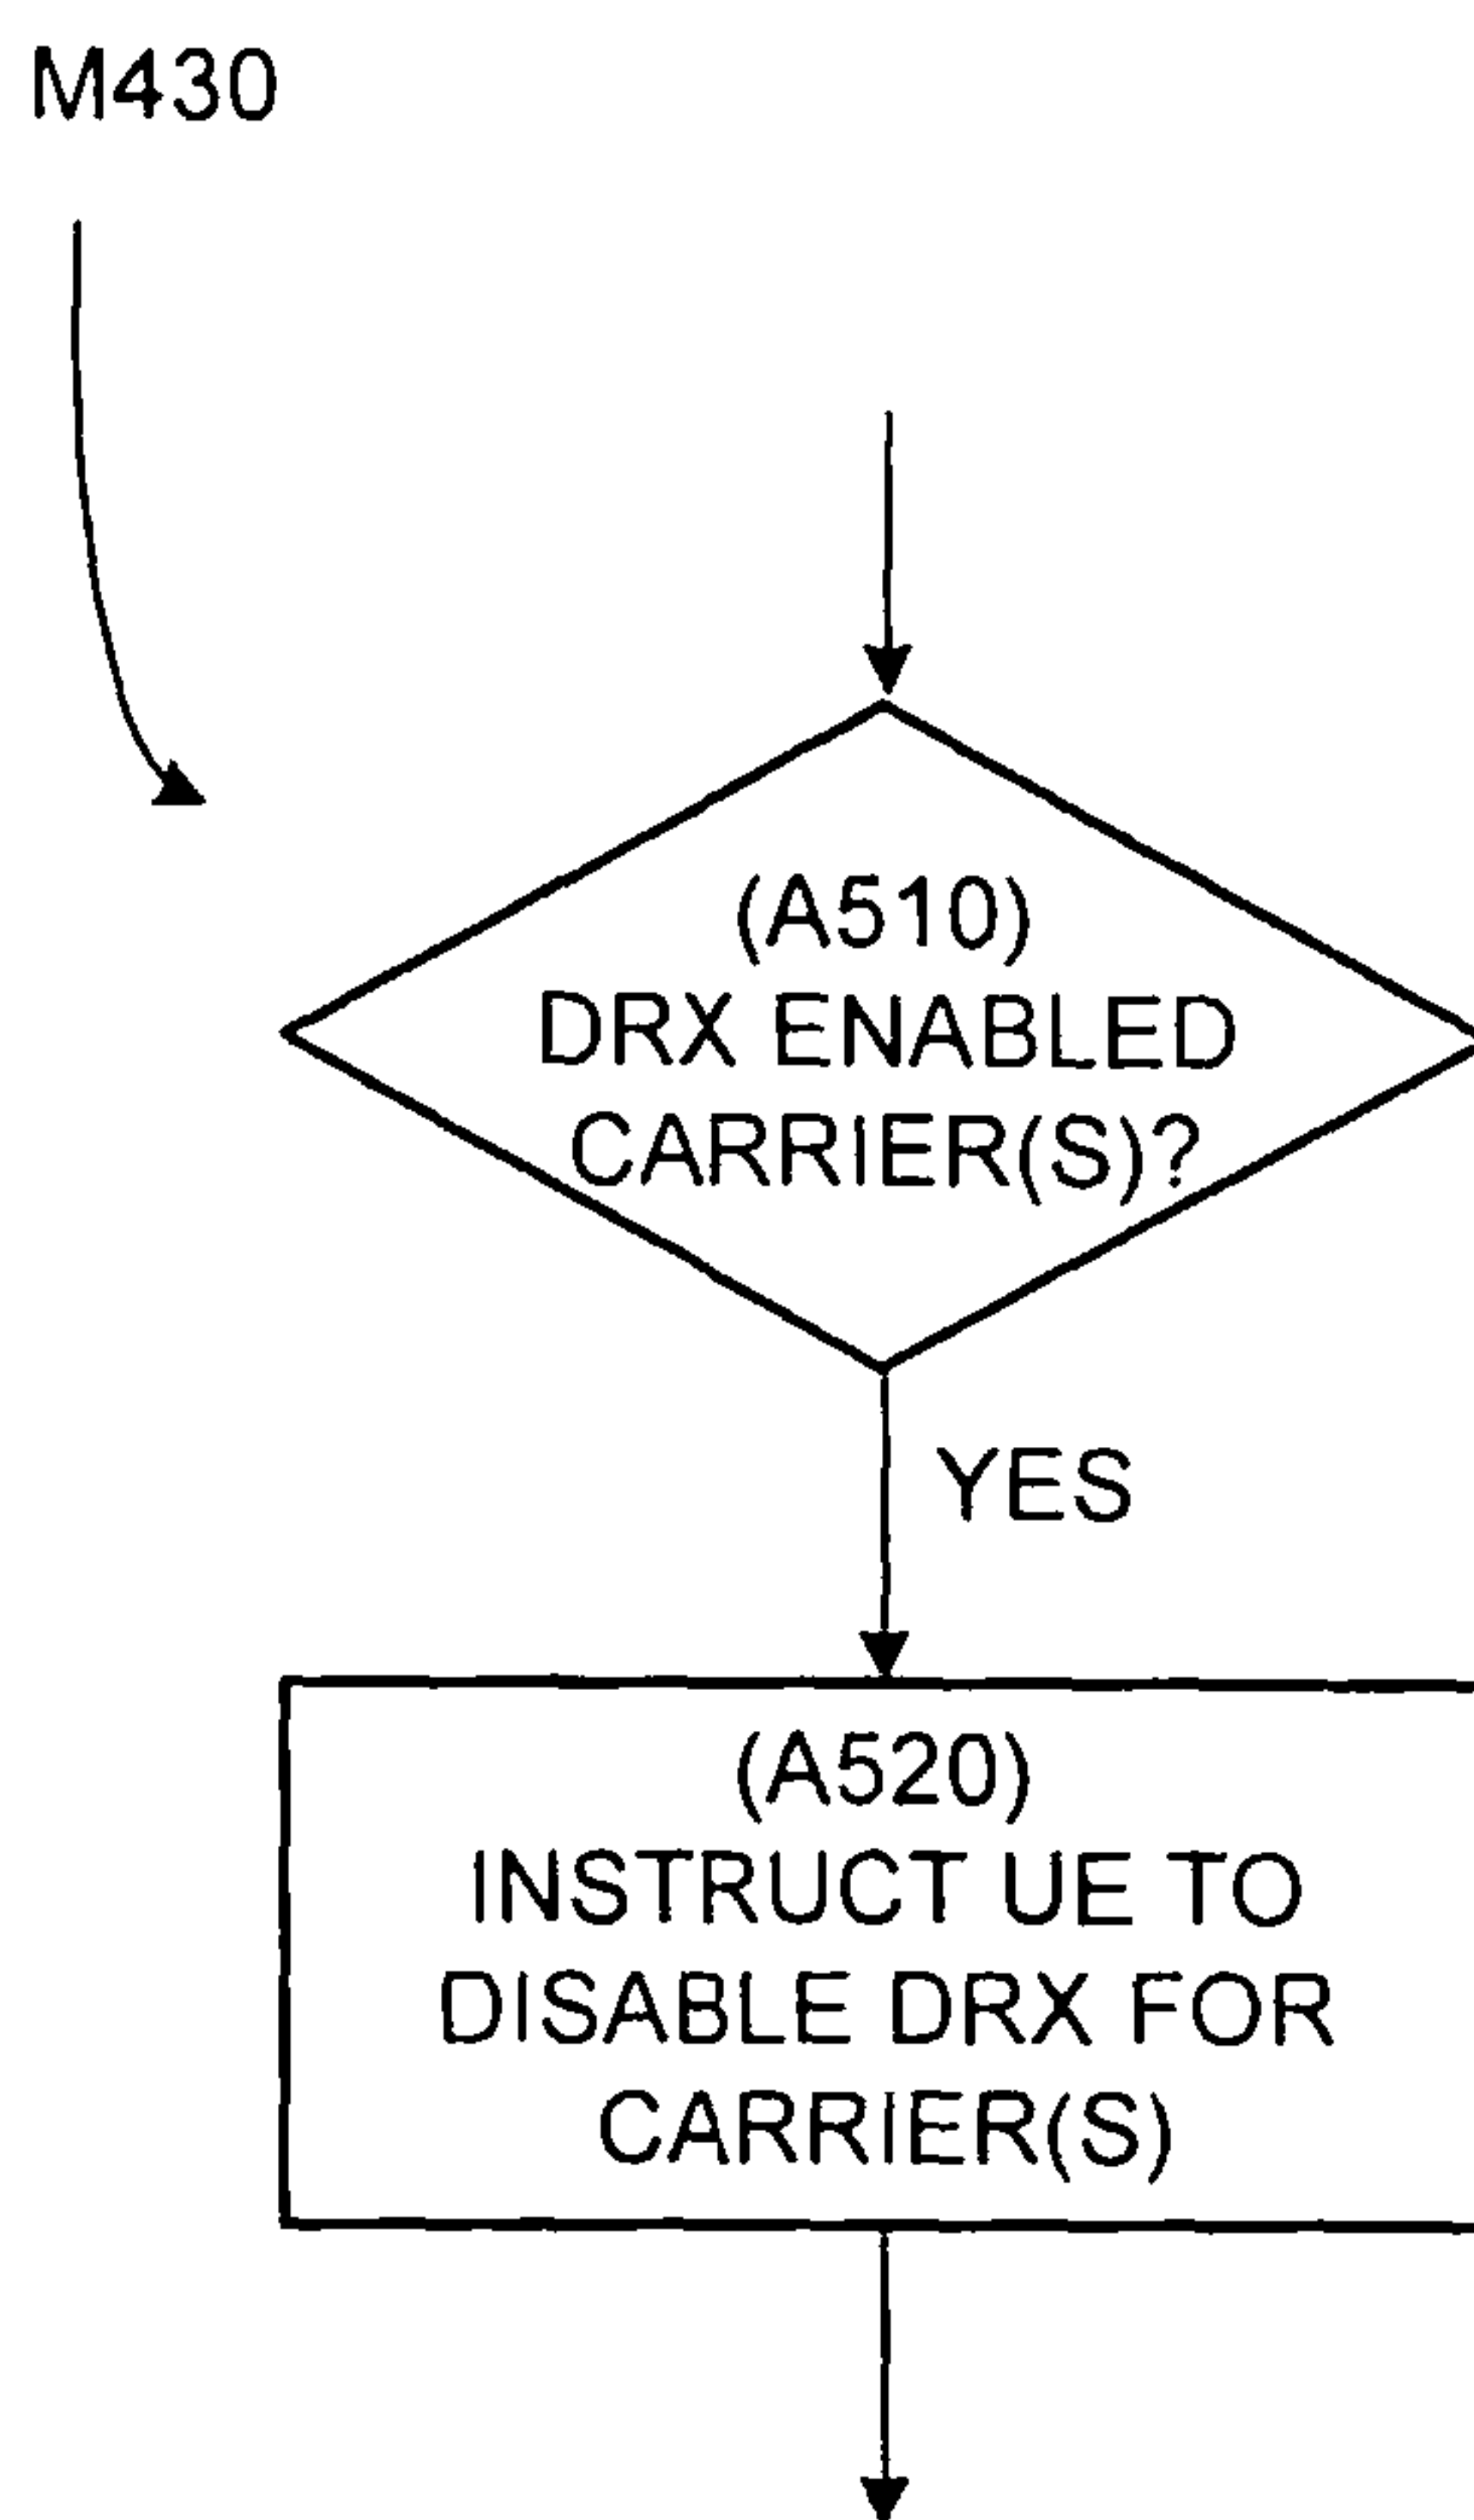 M430
(A510)
DRX ENABLED
CARRIER(S)?
YES
(A520)
INSTRUCT UE TO
DISABLE DRX FOR
CARRIER(S)